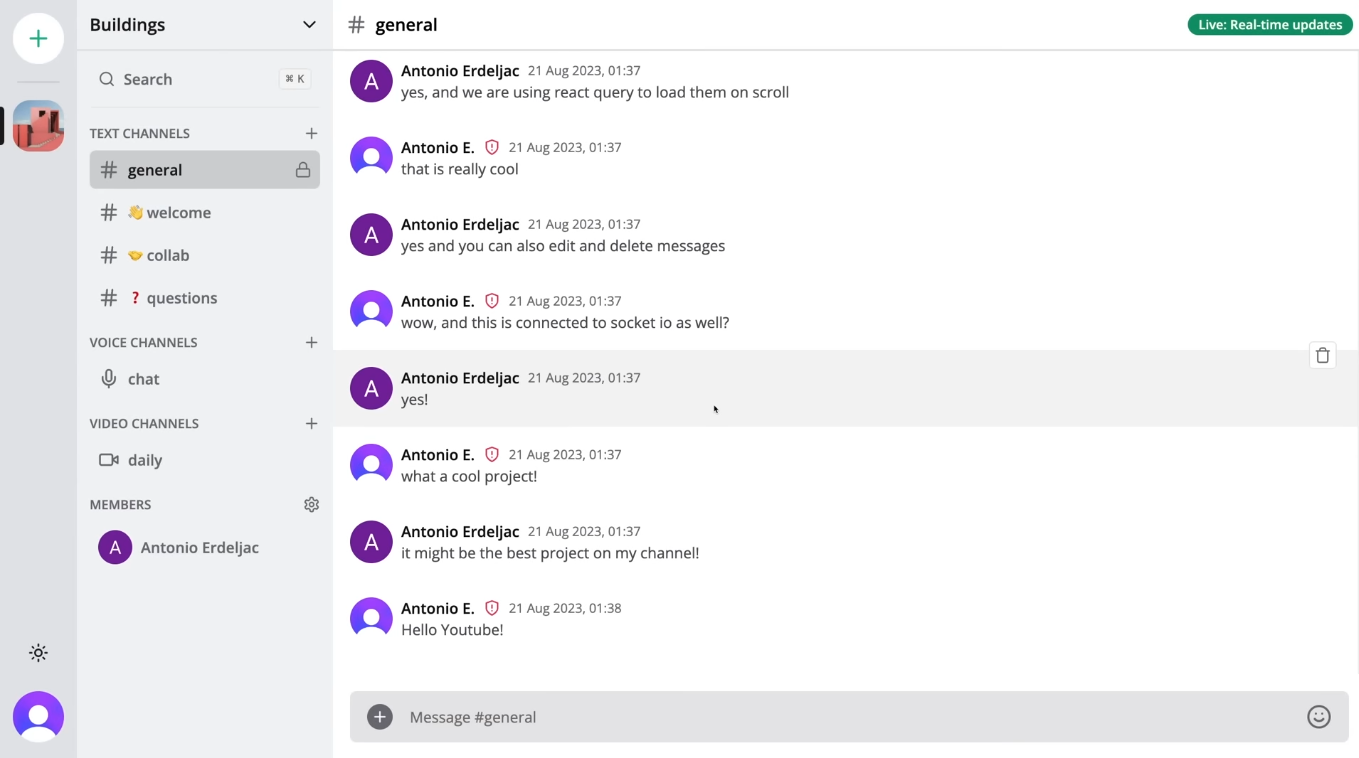 Buildings
Search
⌘ K
TEXT CHANNELS
# general
# 👋 welcome
# 🤝 collab
# ❓ questions
VOICE CHANNELS
chat
VIDEO CHANNELS
daily
MEMBERS
A Antonio Erdeljac
# general
Live: Real-time updates
A Antonio Erdeljac 21 Aug 2023, 01:37
yes, and we are using react query to load them on scroll
Antonio E. 21 Aug 2023, 01:37
that is really cool
A Antonio Erdeljac 21 Aug 2023, 01:37
yes and you can also edit and delete messages
Antonio E. 21 Aug 2023, 01:37
wow, and this is connected to socket io as well?
A Antonio Erdeljac 21 Aug 2023, 01:37
yes!
Antonio E. 21 Aug 2023, 01:37
what a cool project!
A Antonio Erdeljac 21 Aug 2023, 01:37
it might be the best project on my channel!
Antonio E. 21 Aug 2023, 01:38
Hello Youtube!
Message #general